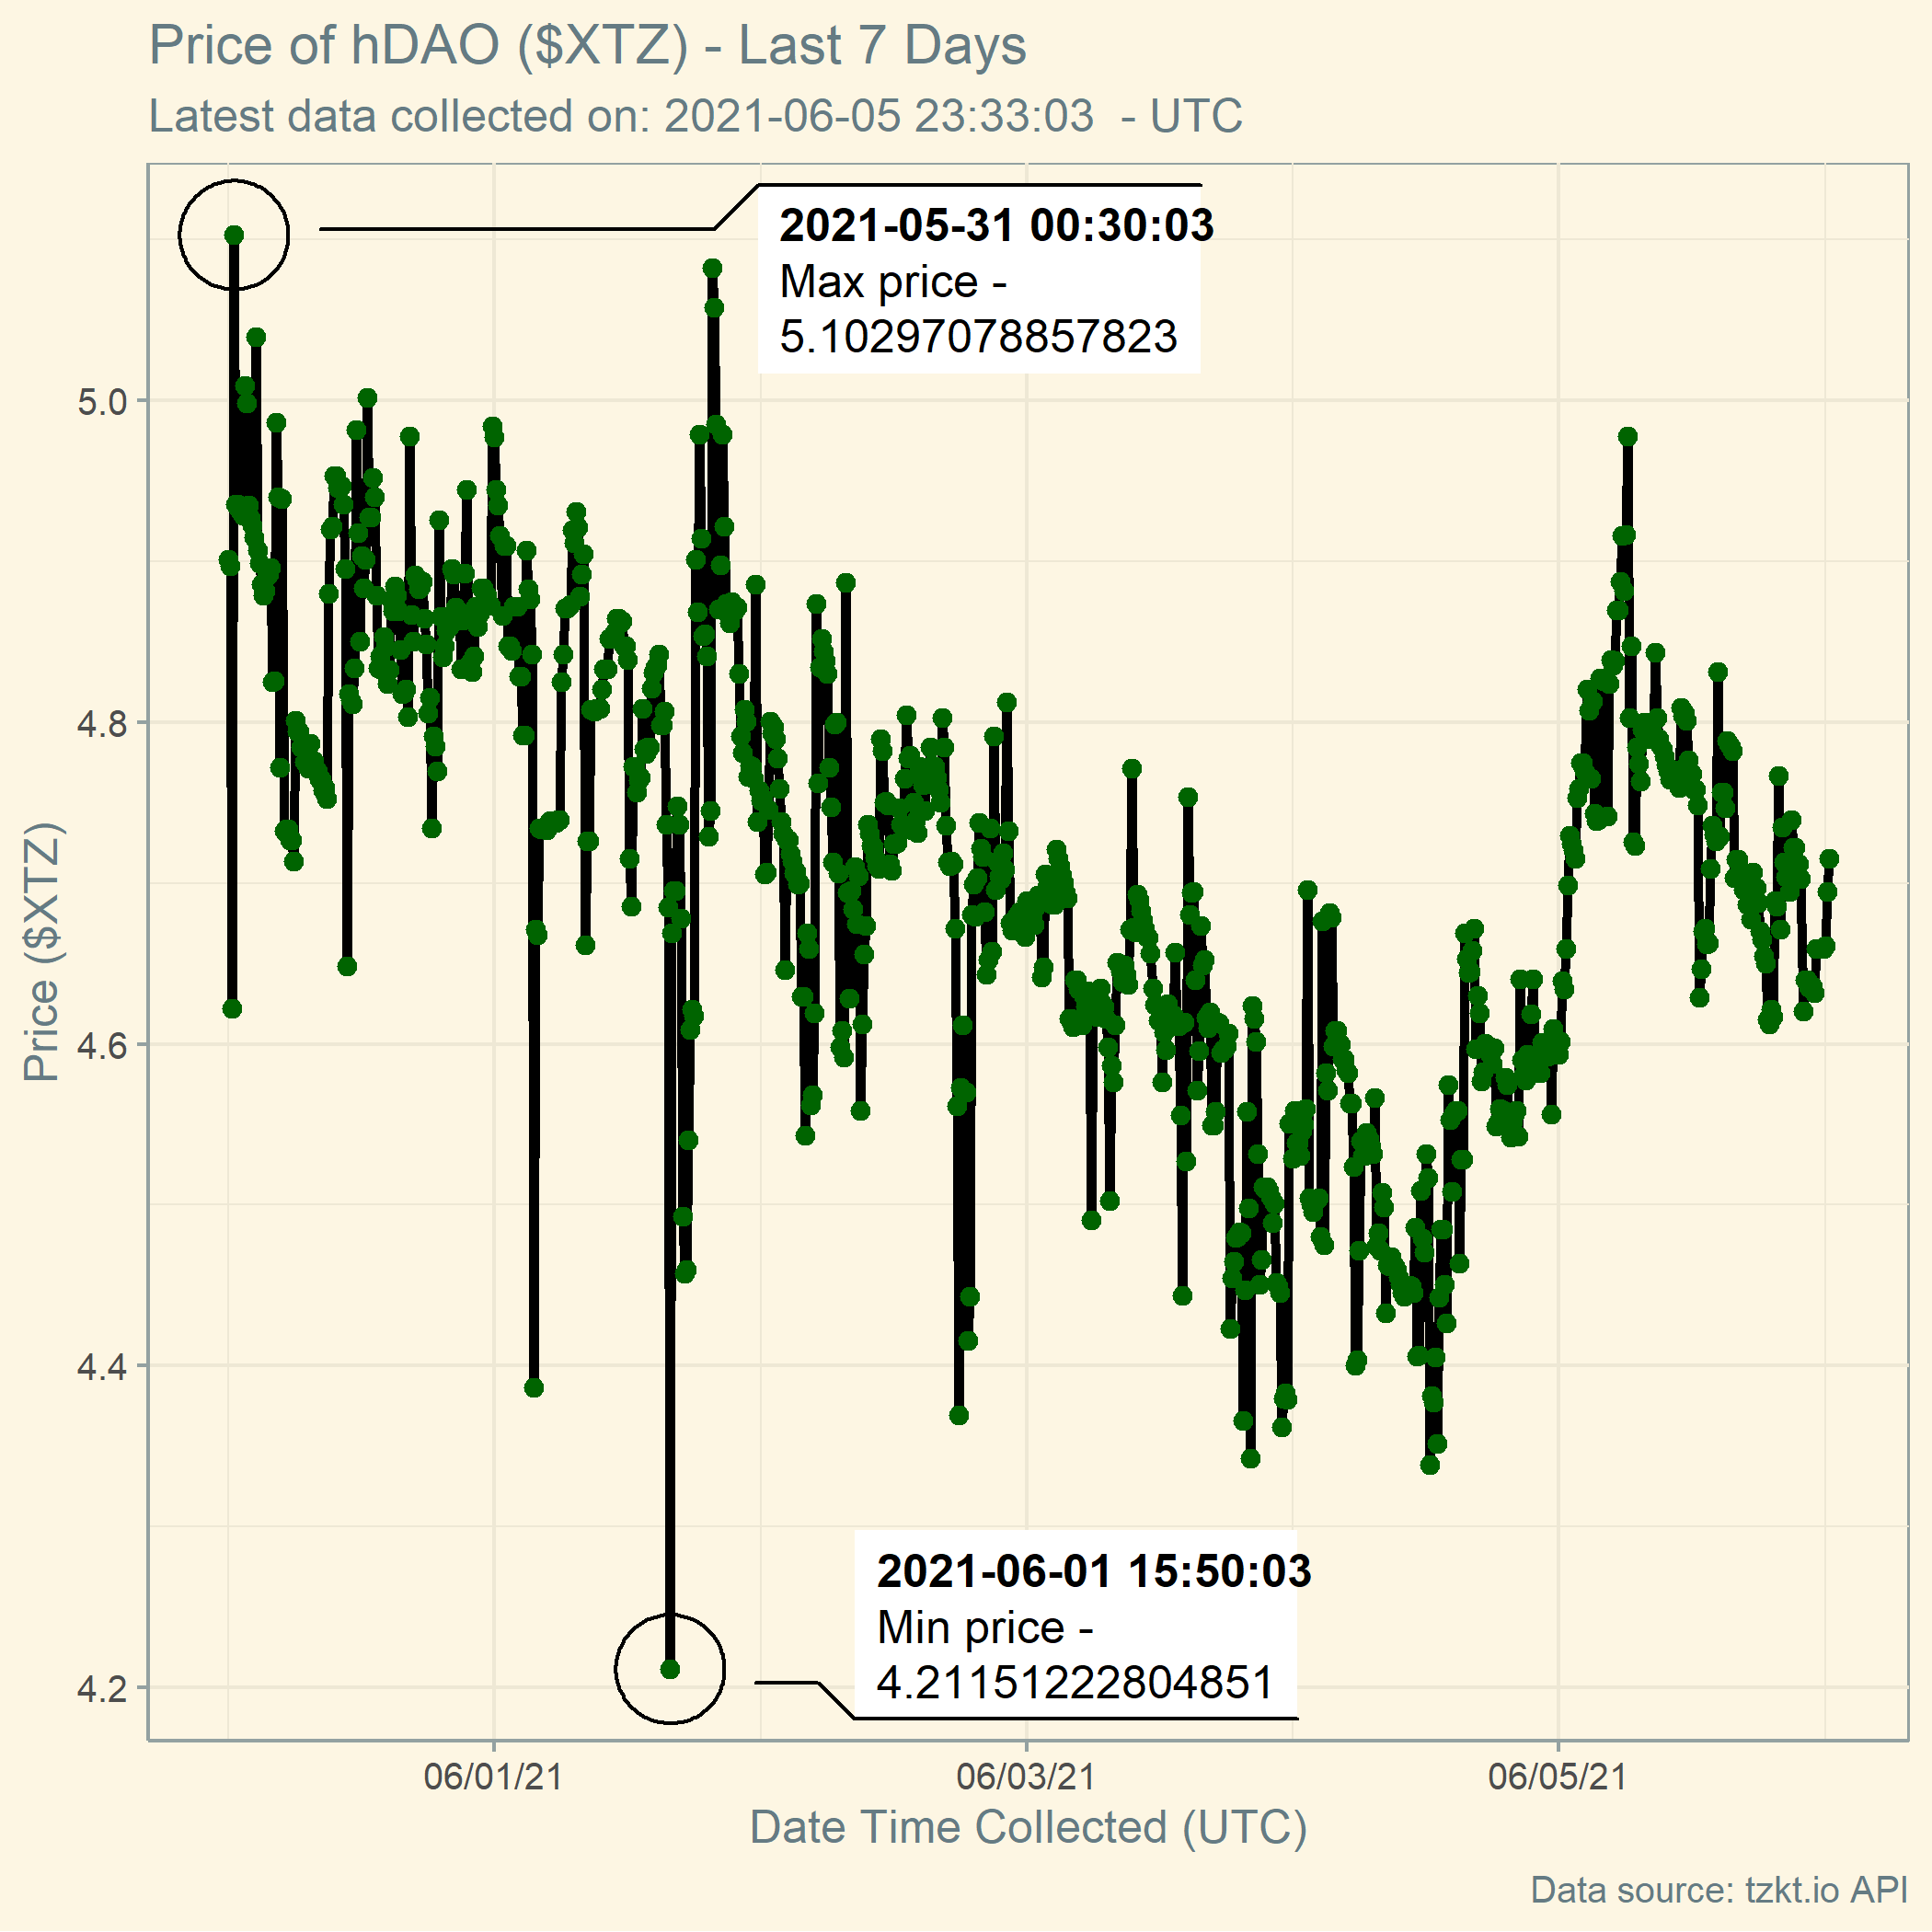 Price of hDAO ($XTZ) - Last 7 Days
Latest data collected on: 2021-06-05 23:33:03  - UTC
2021-05-31 00:30:03
Max price -
5.10297078857823
5.0
4.8
4.6
4.4
4.2
Price ($XTZ)
2021-06-01 15:50:03
Min price -
4.21151222804851
06/01/21
06/03/21
06/05/21
Date Time Collected (UTC)
Data source: tzkt.io API